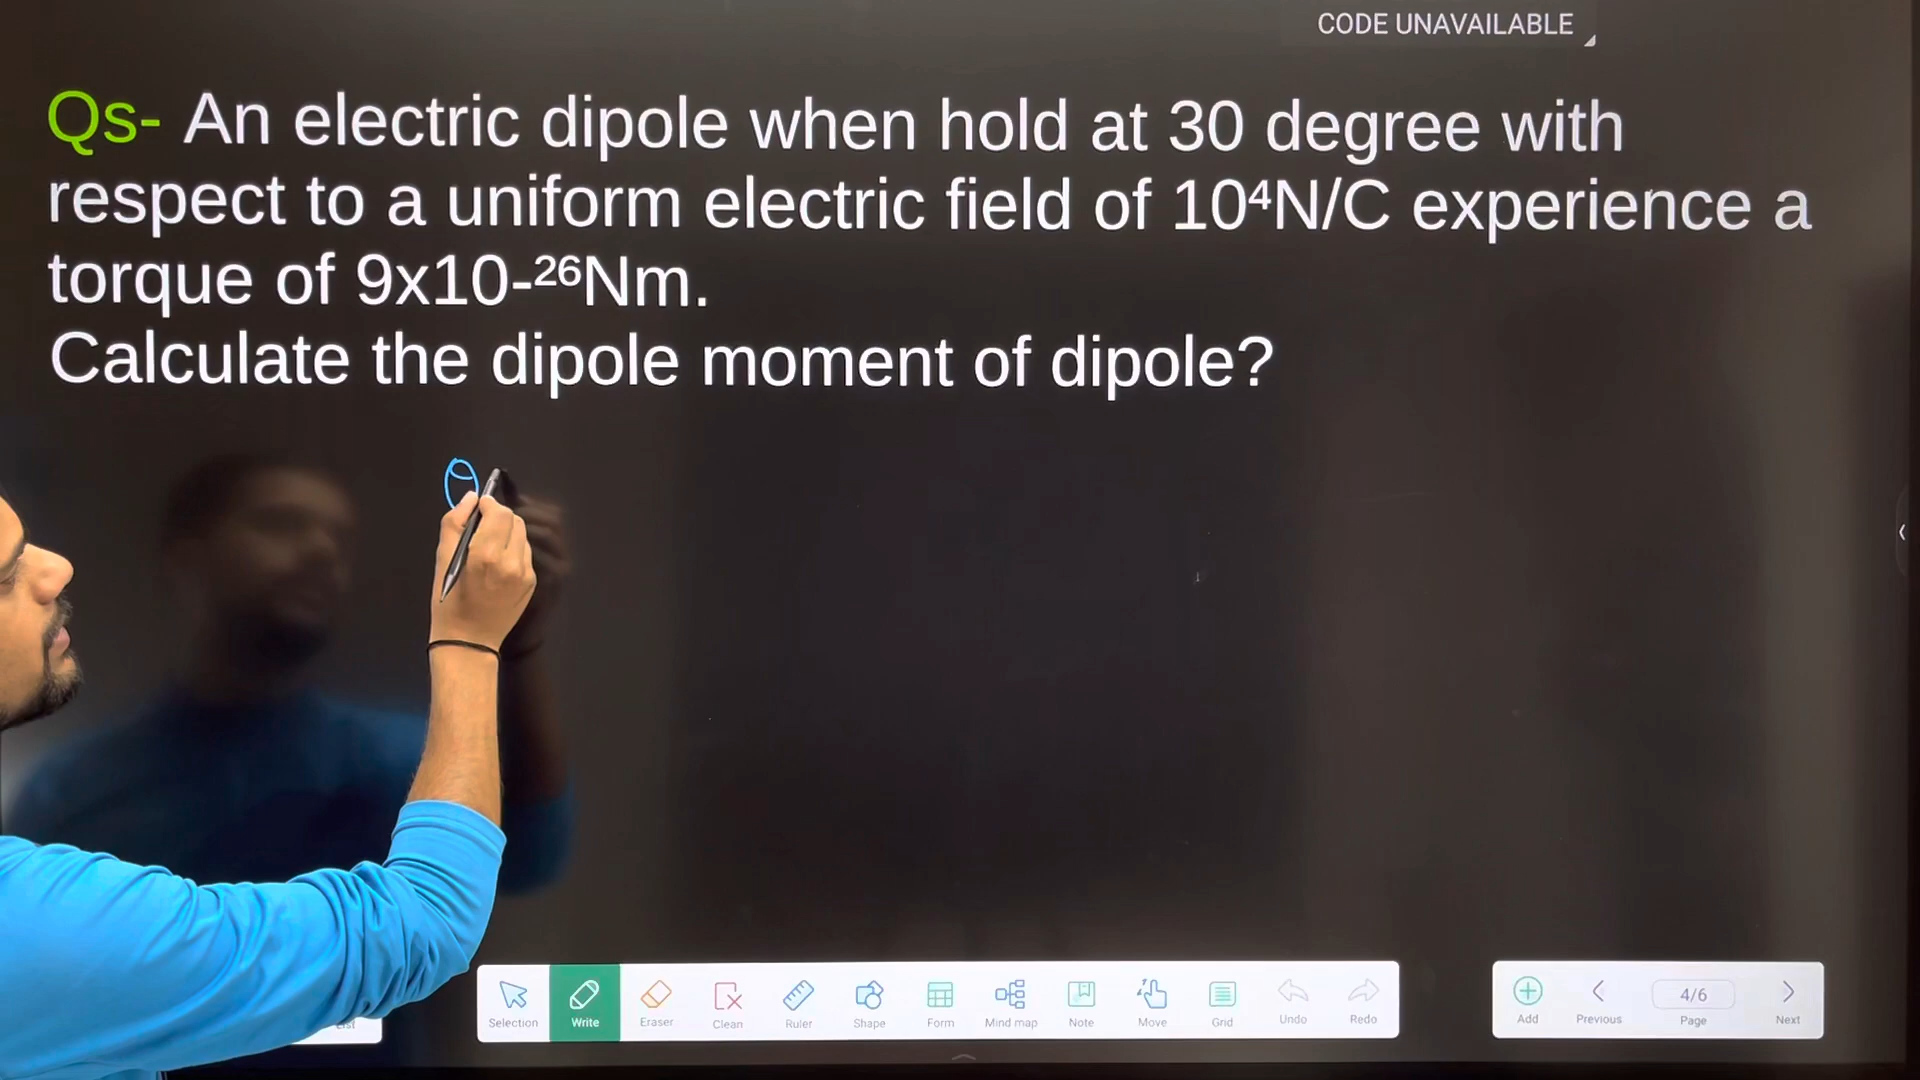 CODE UNAVAILABLE
Qs- An electric dipole when hold at 30 degree with
respect to a uniform electric field of 10⁴N/C experience a
torque of 9x10-²⁶Nm.
Calculate the dipole moment of dipole?
θ
Selection Write Eraser Clean Ruler Shape Form Mind map Note Move Grid Undo Redo
Add Previous 4/6 Page Next